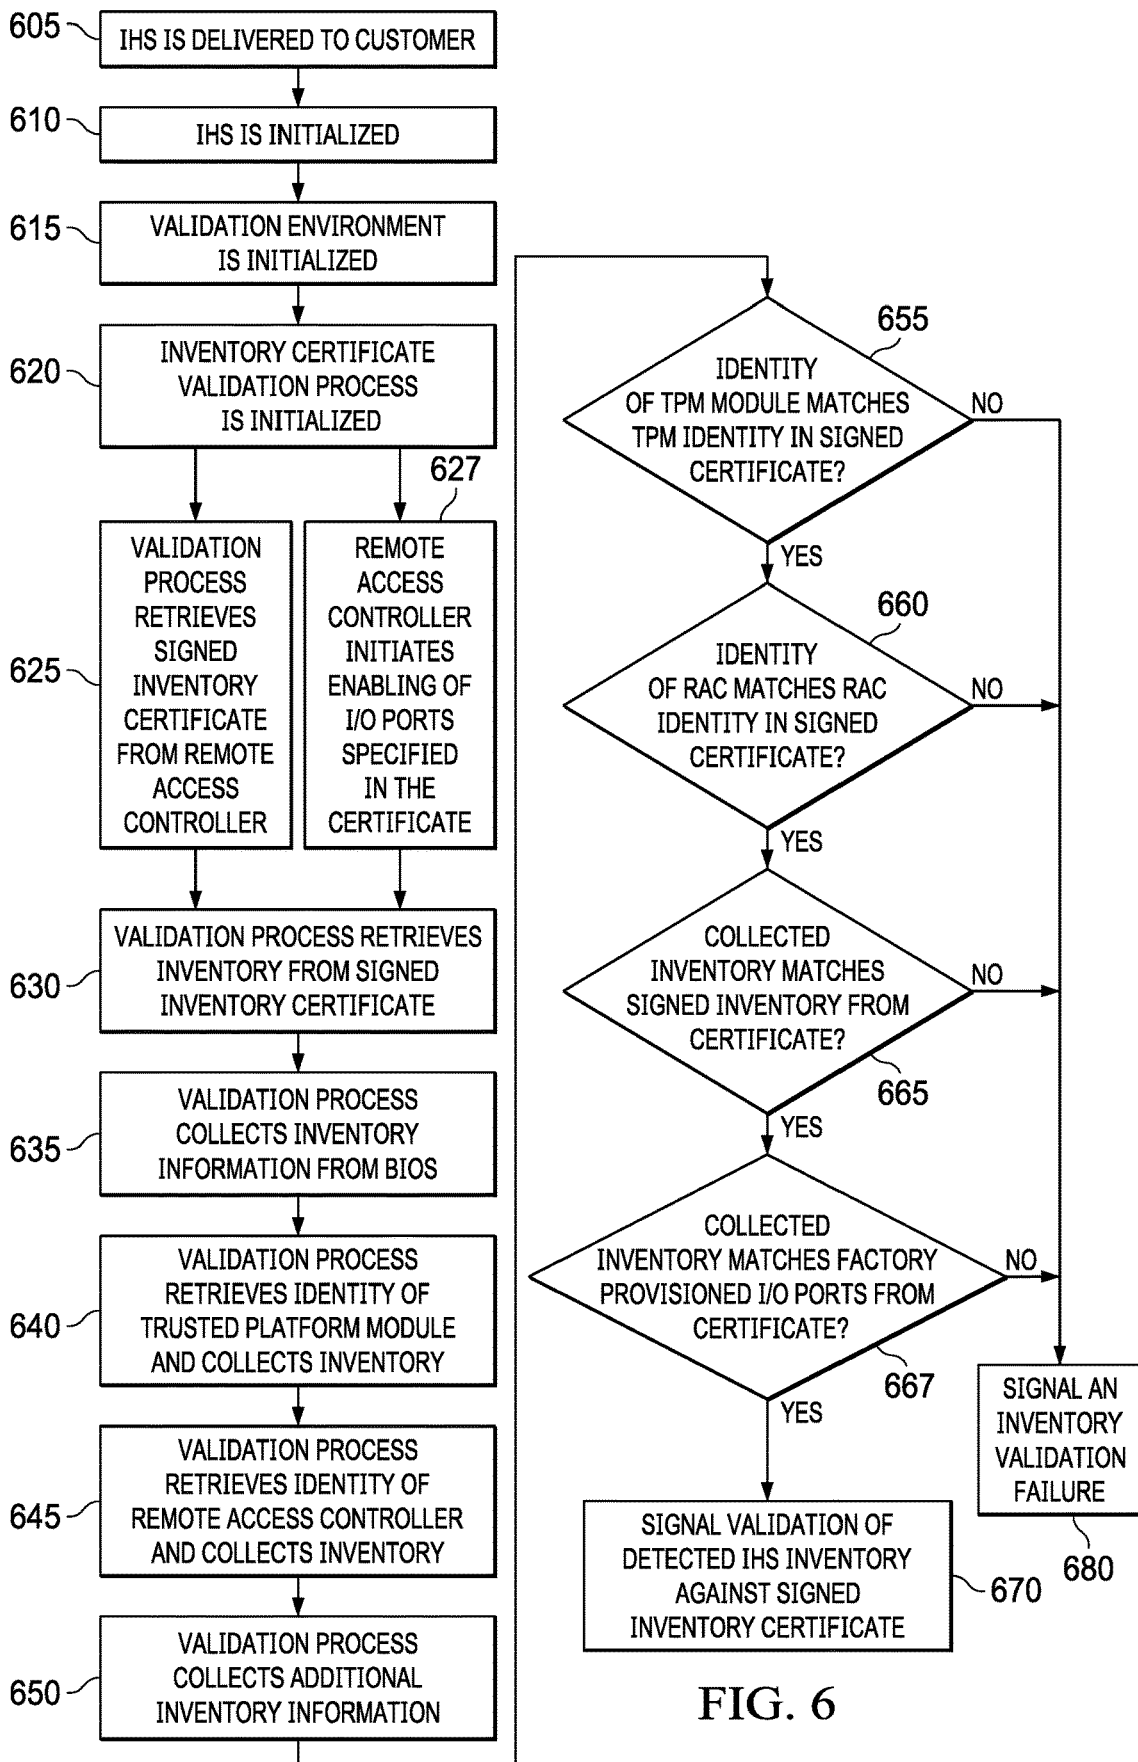 605
IHS IS DELIVERED TO CUSTOMER
610
IHS IS INITIALIZED
615
VALIDATION ENVIRONMENT
IS INITIALIZED
620
INVENTORY CERTIFICATE
VALIDATION PROCESS
IS INITIALIZED
625
VALIDATION
PROCESS
RETRIEVES
SIGNED
INVENTORY
CERTIFICATE
FROM REMOTE
ACCESS
CONTROLLER
627
REMOTE
ACCESS
CONTROLLER
INITIATES
ENABLING OF
I/O PORTS
SPECIFIED
IN THE
CERTIFICATE
630
VALIDATION PROCESS RETRIEVES
INVENTORY FROM SIGNED
INVENTORY CERTIFICATE
635
VALIDATION PROCESS
COLLECTS INVENTORY
INFORMATION FROM BIOS
640
VALIDATION PROCESS
RETRIEVES IDENTITY OF
TRUSTED PLATFORM MODULE
AND COLLECTS INVENTORY
645
VALIDATION PROCESS
RETRIEVES IDENTITY OF
REMOTE ACCESS CONTROLLER
AND COLLECTS INVENTORY
650
VALIDATION PROCESS
COLLECTS ADDITIONAL
INVENTORY INFORMATION
655
IDENTITY
OF TPM MODULE MATCHES
TPM IDENTITY IN SIGNED
CERTIFICATE?
NO
YES
660
IDENTITY
OF RAC MATCHES RAC
IDENTITY IN SIGNED
CERTIFICATE?
NO
YES
COLLECTED
INVENTORY MATCHES
SIGNED INVENTORY FROM
CERTIFICATE?
NO
665
YES
COLLECTED
INVENTORY MATCHES FACTORY
PROVISIONED I/O PORTS FROM
CERTIFICATE?
NO
667
YES
SIGNAL AN
INVENTORY
VALIDATION
FAILURE
680
SIGNAL VALIDATION OF
DETECTED IHS INVENTORY
AGAINST SIGNED
INVENTORY CERTIFICATE
670
FIG. 6